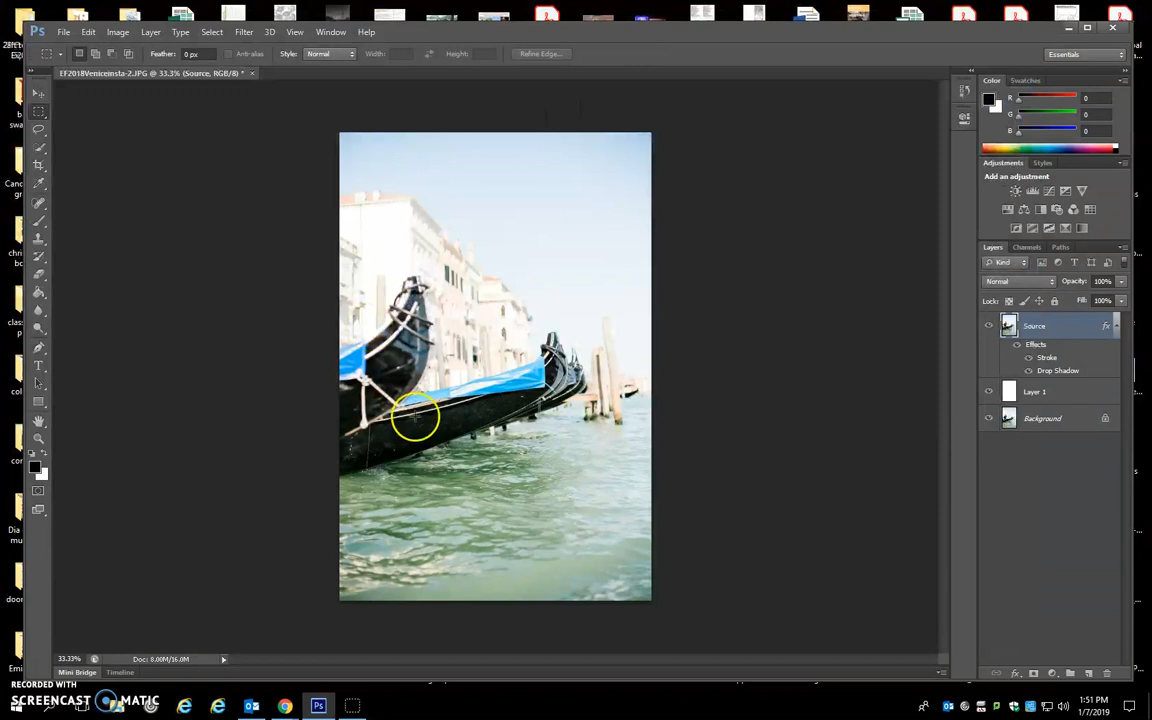 Ps File Edit Image Layer Type Select Filter 3D View Window Help
Feather: 0 px Anti-alias Style: Normal Width: Height: Refine Edge... Essentials
EF2018Veniceinsta-2.JPG @ 33.3% (Source, RGB/8) * ×
Color Swatches
R 0
G 0
B 0
Adjustments Styles
Add an adjustment
Layers Channels Paths
Kind
Normal Opacity: 100%
Lock: Fill: 100%
Source fx
Effects
Stroke
Drop Shadow
Layer 1
Background
33.33% Doc: 8.00M/16.0M
Mini Bridge Timeline
RECORDED WITH
SCREENCAST MATIC
1:51 PM
1/7/2019